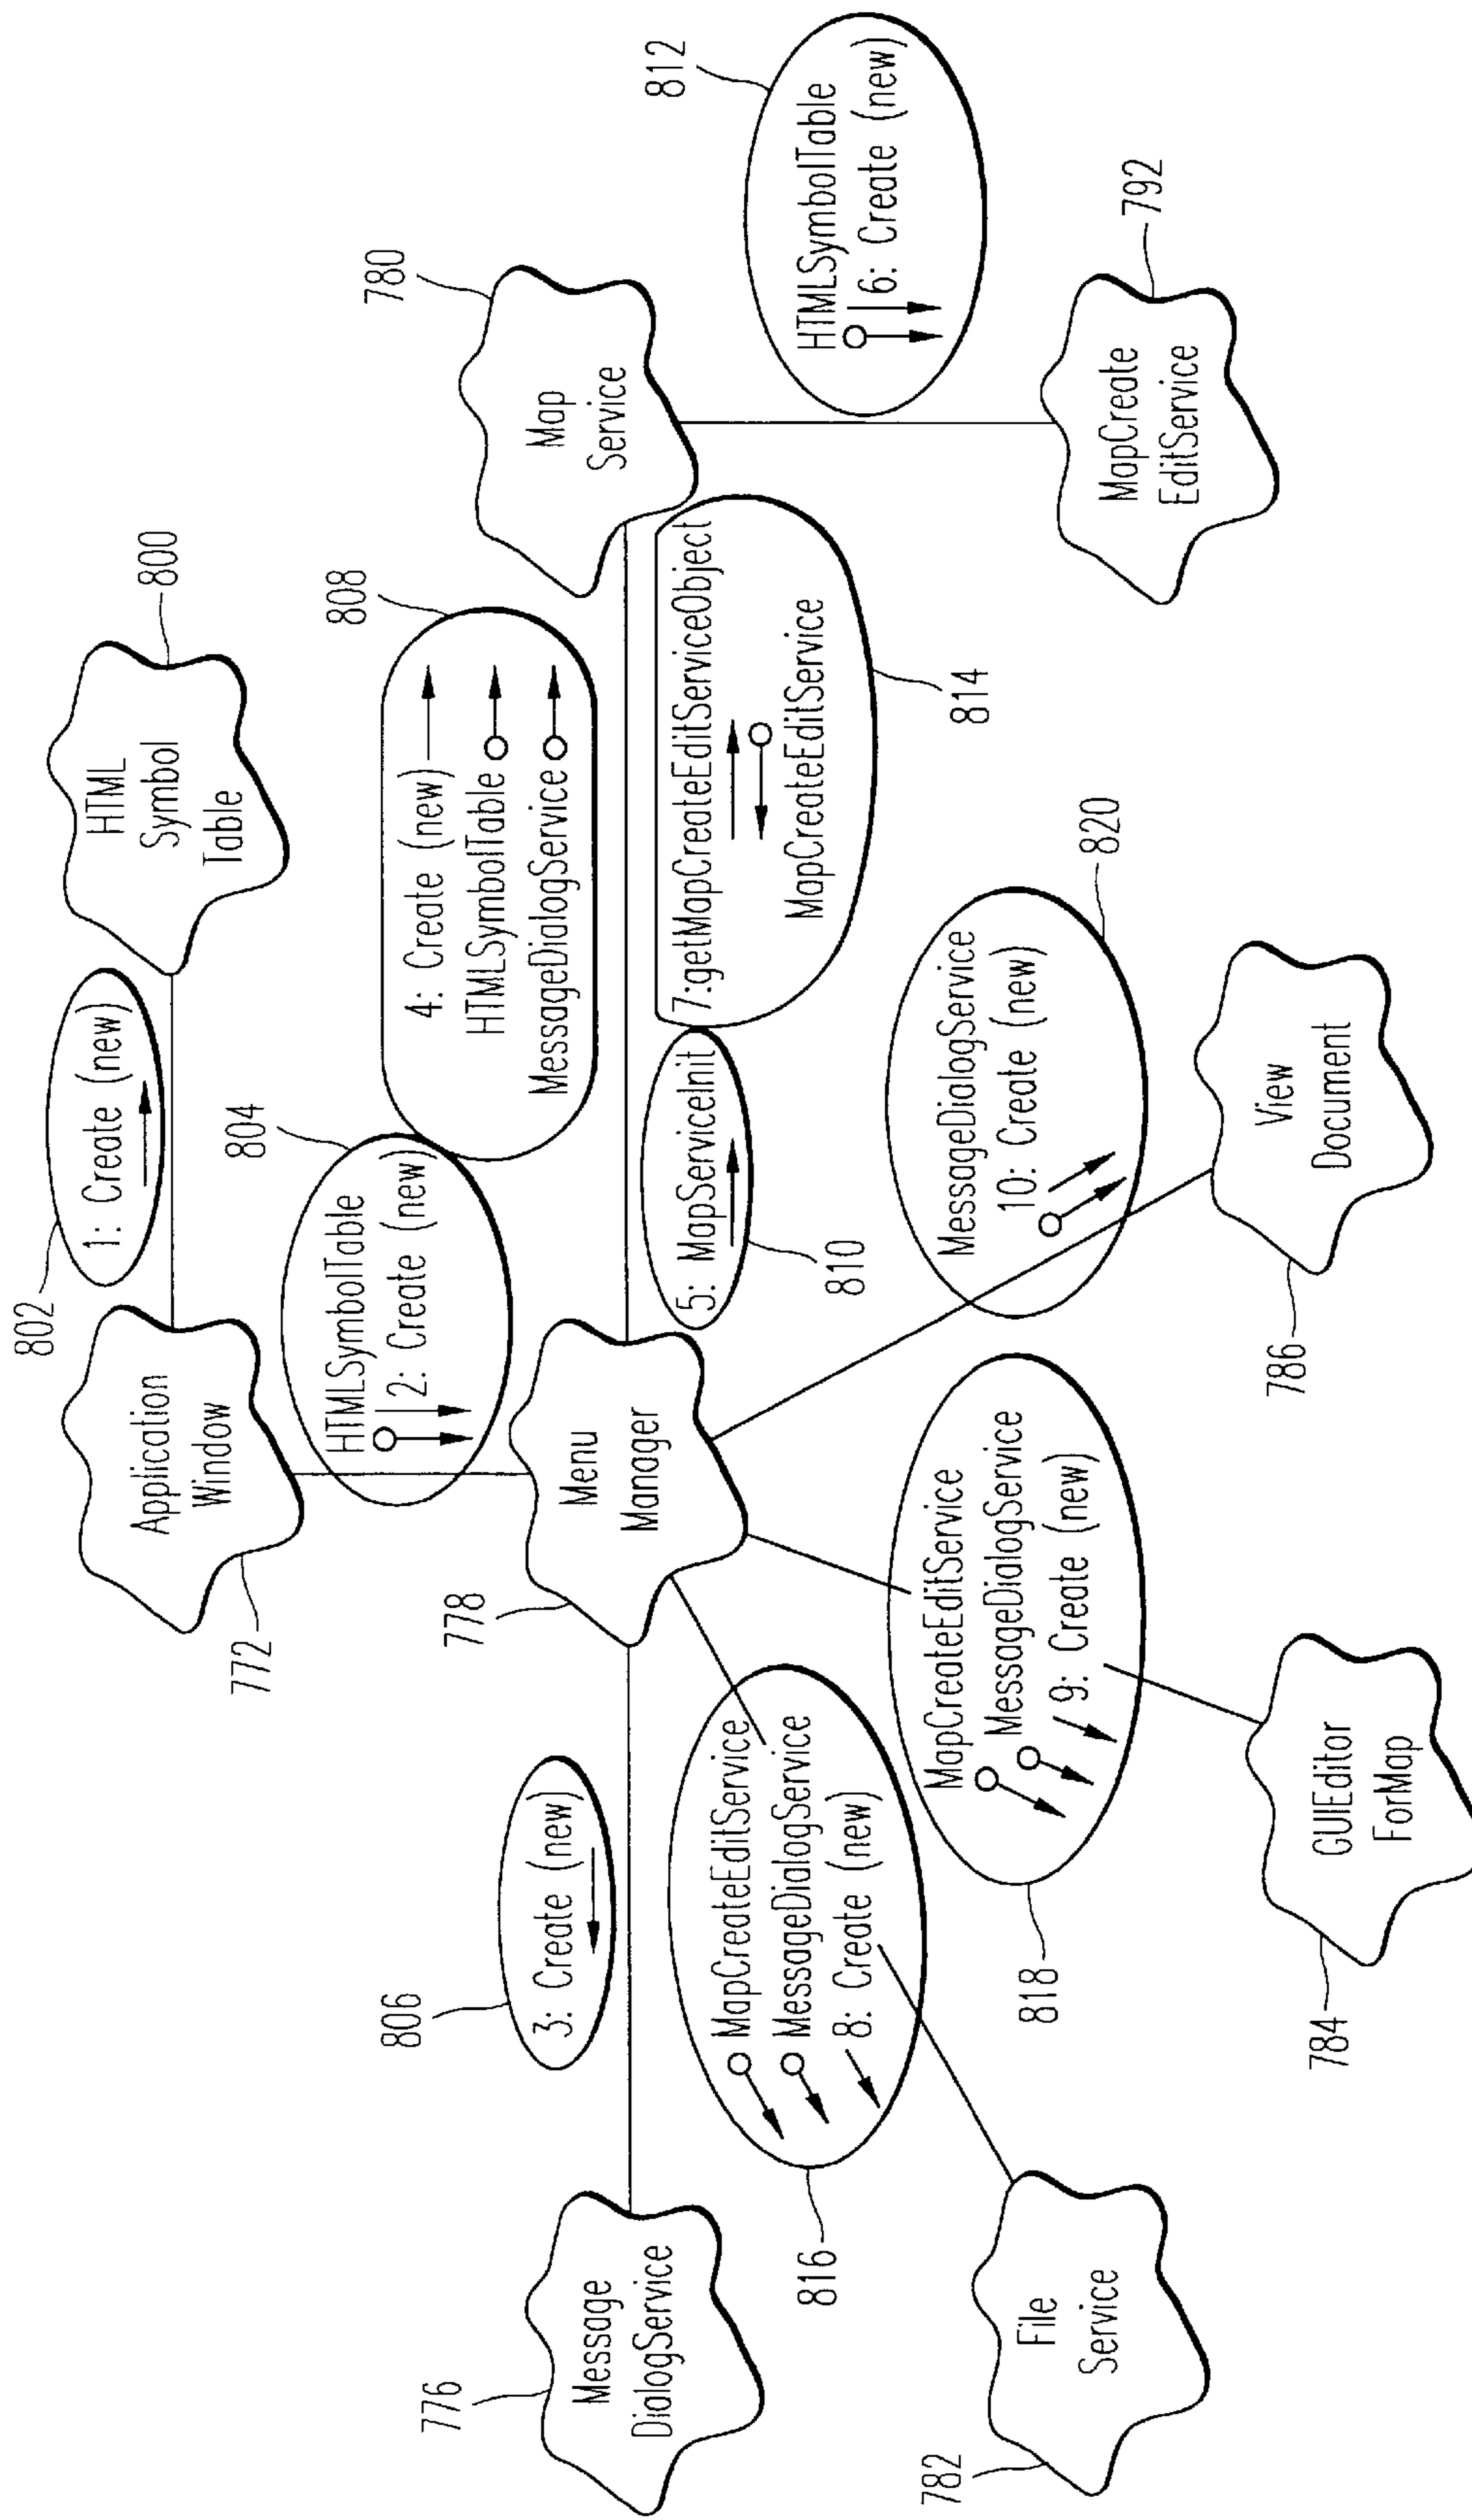 802
1: Create (new)
800
HTML
Symbol
Table
Application
Window
772
804
HTMLSymbolTable
2: Create (new)
808
4: Create (new)
HTMLSymbolTable
MessageDialogService
780
Map
Service
812
HTMLSymbolTable
6: Create (new)
806
3: Create (new)
778
Menu
Manager
5: MapServiceInit
810
7:getMapCreateEditServiceObject
MapCreateEditService
814
792
MapCreate
EditService
776
Message
DialogService
MapCreateEditService
MessageDialogService
8: Create (new)
816
MapCreateEditService
MessageDialogService
9: Create (new)
818
MessageDialogService
10: Create (new)
820
782
File
Service
784
GUIEditor
ForMap
786
View
Document